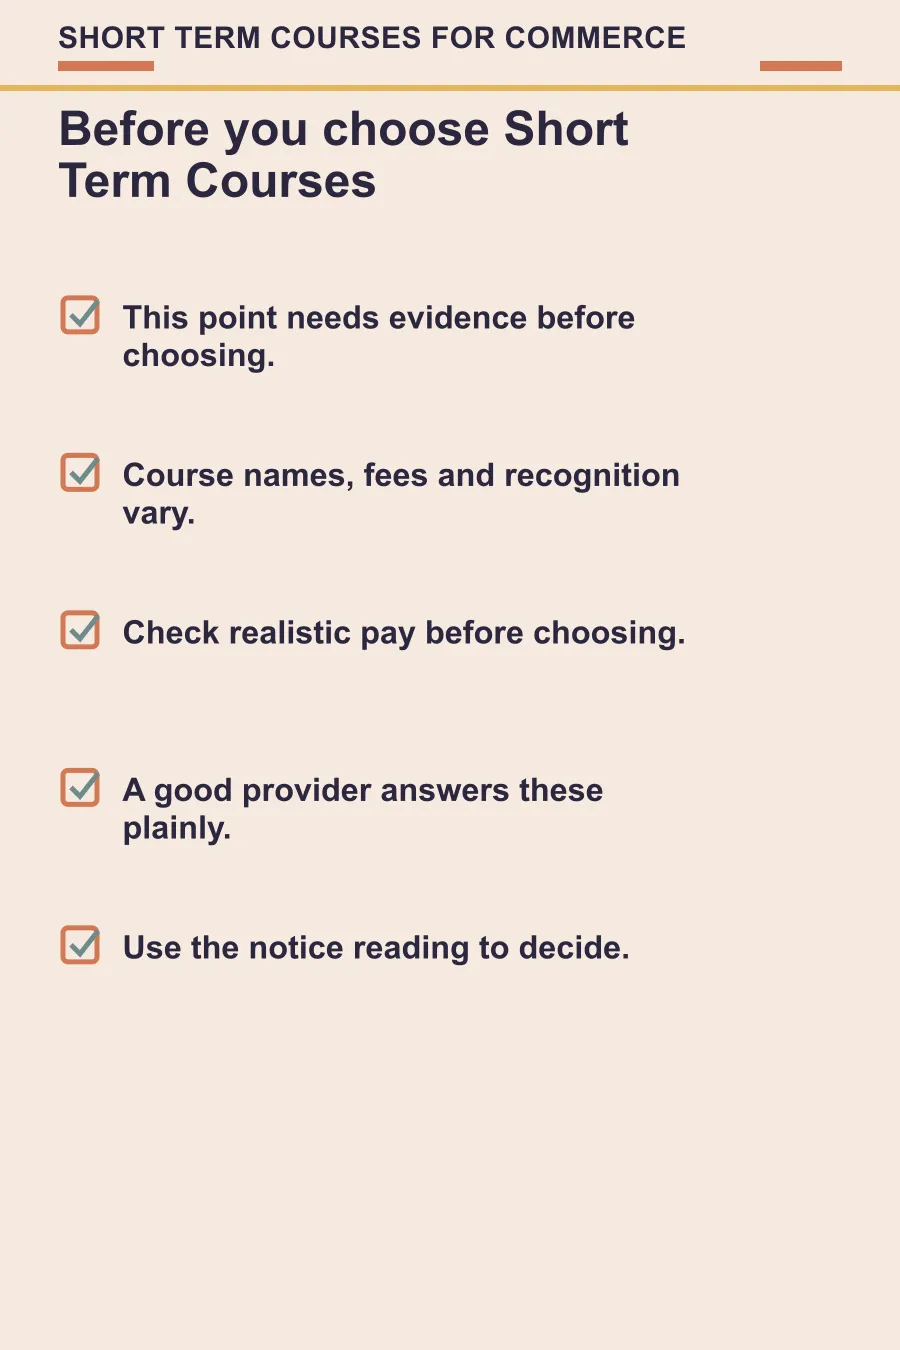 SHORT TERM COURSES FOR COMMERCE
Before you choose Short
Term Courses
This point needs evidence before
choosing.
Course names, fees and recognition
vary.
Check realistic pay before choosing.
A good provider answers these
plainly.
Use the notice reading to decide.